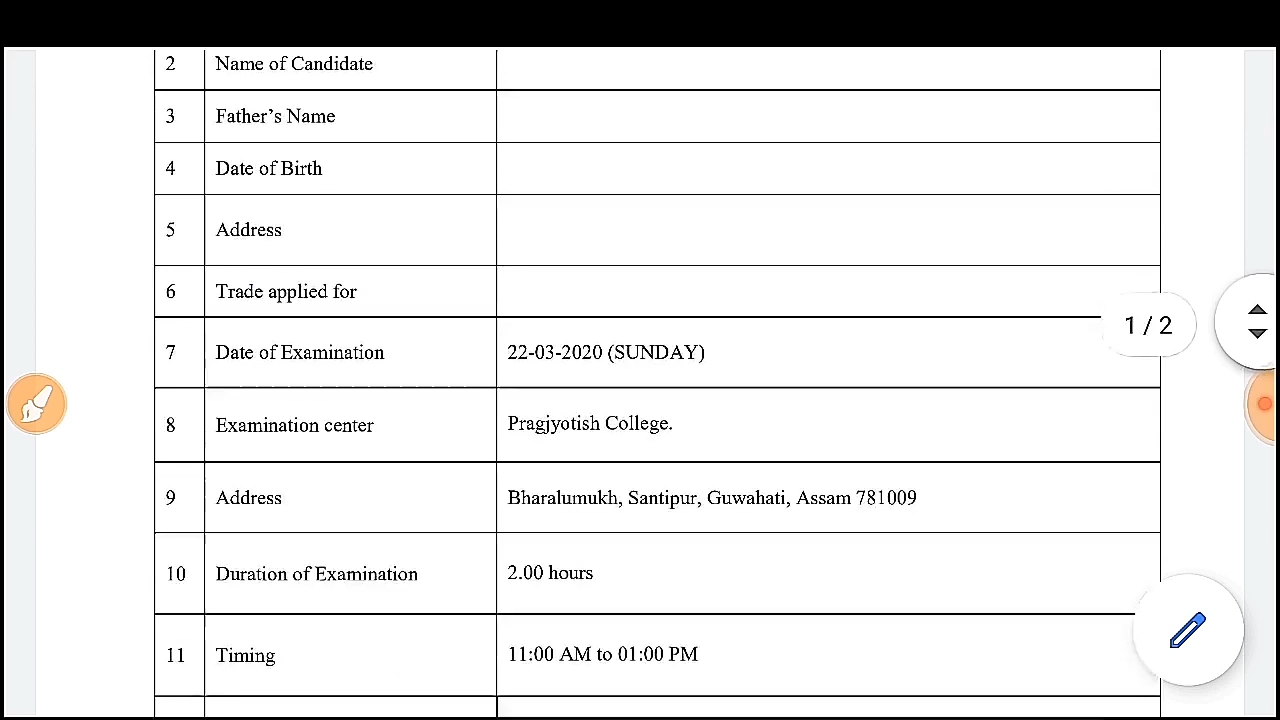 2 Name of Candidate
3 Father's Name
4 Date of Birth
5 Address
6 Trade applied for
7 Date of Examination 22-03-2020 (SUNDAY)
8 Examination center Pragjyotish College.
9 Address Bharalumukh, Santipur, Guwahati, Assam 781009
10 Duration of Examination 2.00 hours
11 Timing 11:00 AM to 01:00 PM
1 / 2